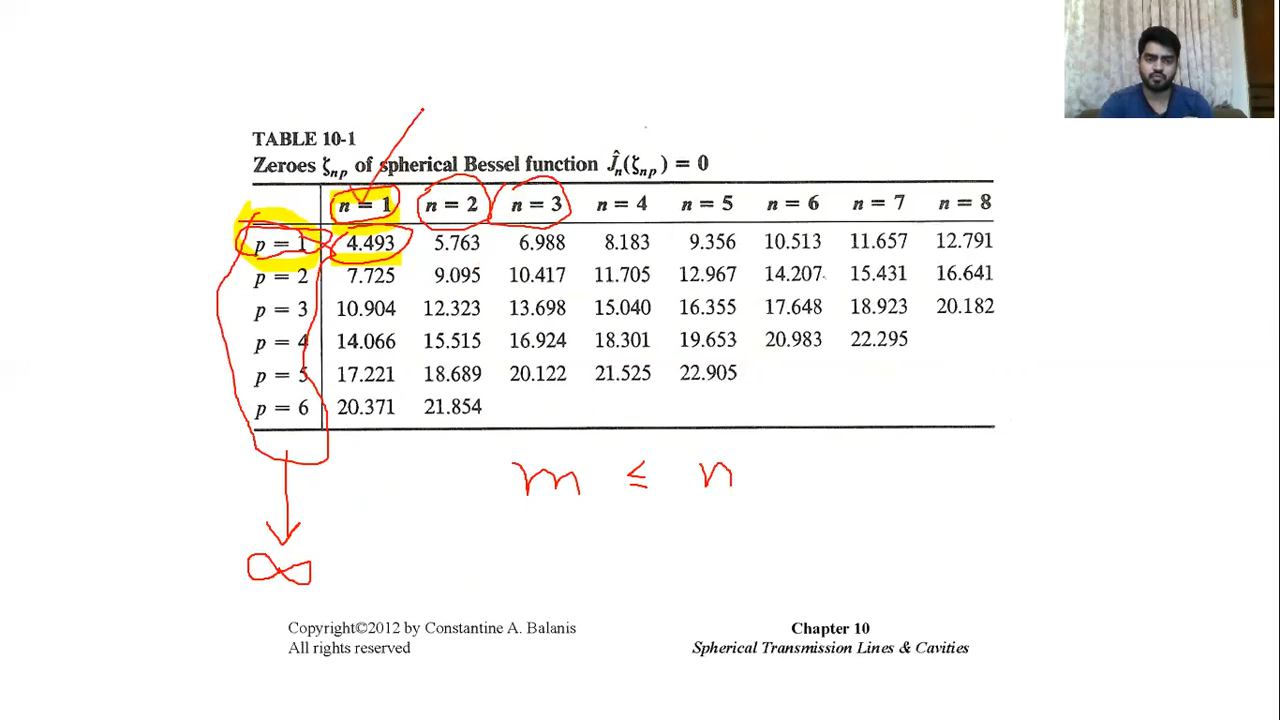 TABLE 10-1
Zeroes ζnp of spherical Bessel function Ĵn(ζnp) = 0
n = 1 n = 2 n = 3 n = 4 n = 5 n = 6 n = 7 n = 8
p = 1 4.493 5.763 6.988 8.183 9.356 10.513 11.657 12.791
p = 2 7.725 9.095 10.417 11.705 12.967 14.207 15.431 16.641
p = 3 10.904 12.323 13.698 15.040 16.355 17.648 18.923 20.182
p = 4 14.066 15.515 16.924 18.301 19.653 20.983 22.295
p = 5 17.221 18.689 20.122 21.525 22.905
p = 6 20.371 21.854
m ≤ n
∞
Copyright©2012 by Constantine A. Balanis
All rights reserved
Chapter 10
Spherical Transmission Lines & Cavities